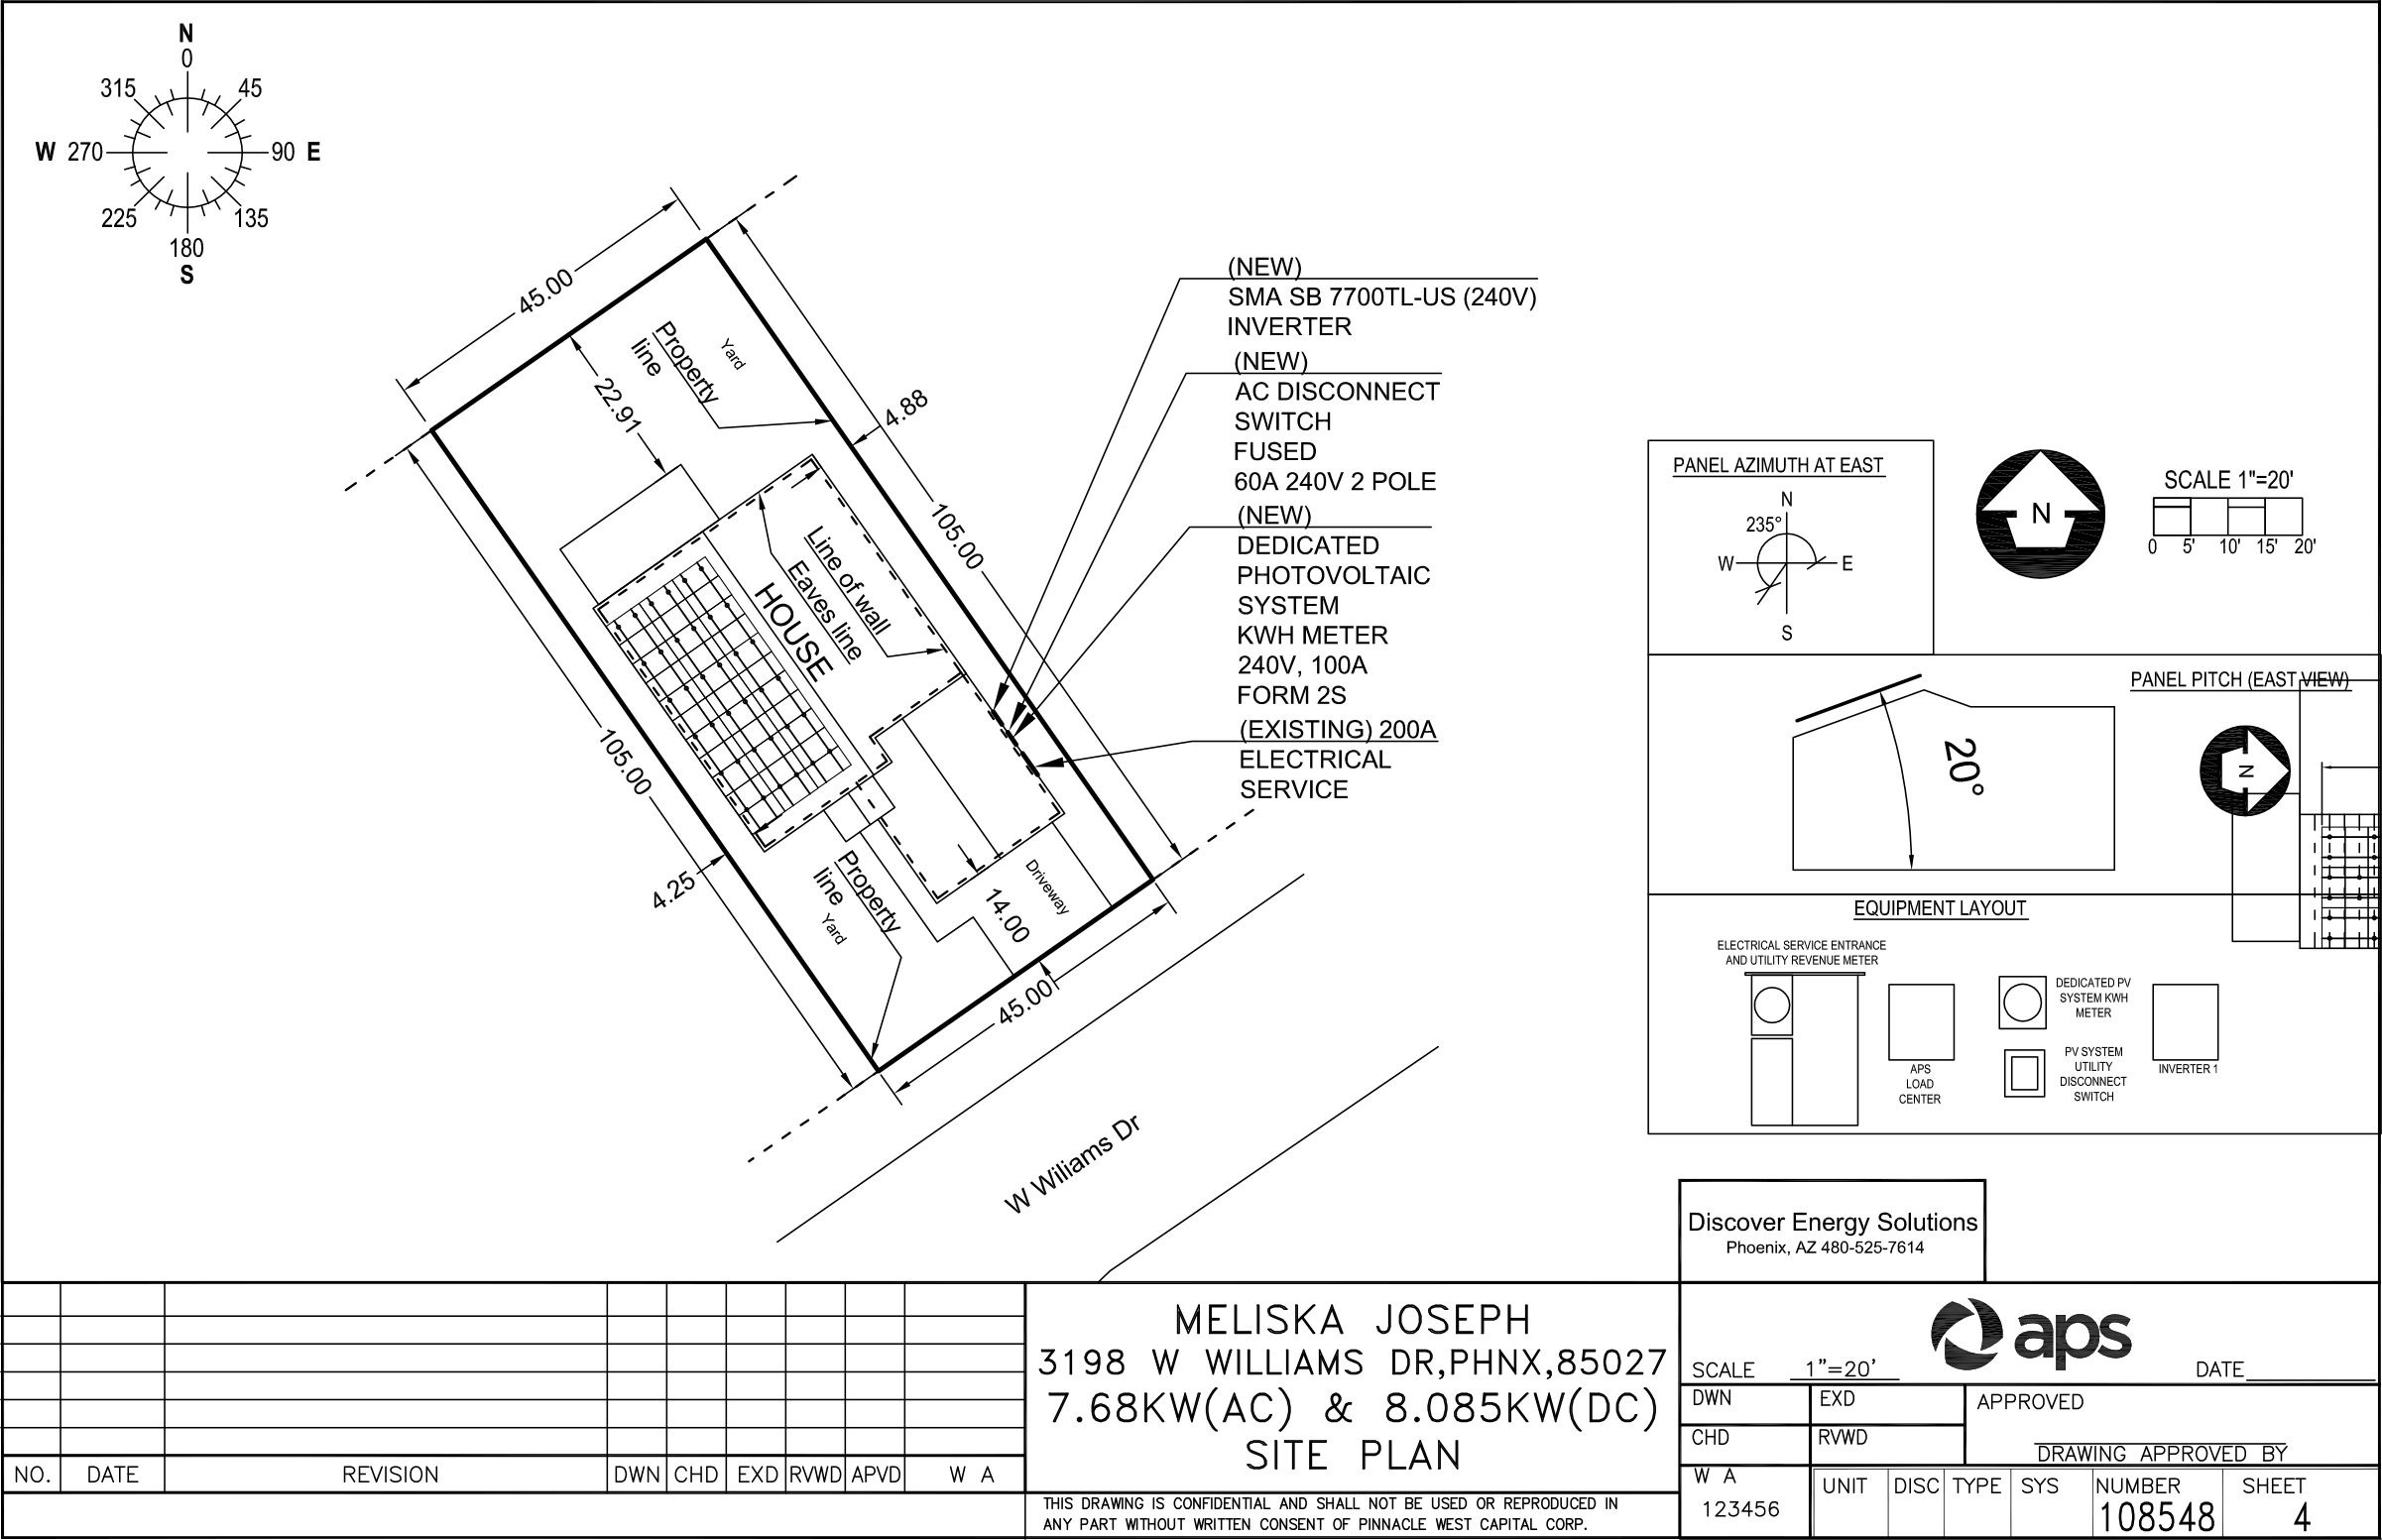 N
0
315
45
W 270
90 E
225
135
180
S
45.00
Property
line
Yard
22.91
4.88
105.00
Line of wall
Eaves line
HOUSE
105.00
4.25
Property
line
Yard
Driveway
14.00
45.00
W Wiliams Dr
(NEW)
SMA SB 7700TL-US (240V)
INVERTER
(NEW)
AC DISCONNECT
SWITCH
FUSED
60A 240V 2 POLE
(NEW)
DEDICATED
PHOTOVOLTAIC
SYSTEM
KWH METER
240V, 100A
FORM 2S
(EXISTING) 200A
ELECTRICAL
SERVICE
PANEL AZIMUTH AT EAST
N
235°
W
E
S
N
SCALE 1"=20'
0 5' 10' 15' 20'
PANEL PITCH (EAST VIEW)
20°
N
EQUIPMENT LAYOUT
ELECTRICAL SERVICE ENTRANCE
AND UTILITY REVENUE METER
APS
LOAD
CENTER
DEDICATED PV
SYSTEM KWH
METER
PV SYSTEM
UTILITY
DISCONNECT
SWITCH
INVERTER 1
Discover Energy Solutions
Phoenix, AZ 480-525-7614
NO. DATE REVISION DWN CHD EXD RVWD APVD W A
MELISKA JOSEPH
3198 W WILLIAMS DR,PHNX,85027
7.68KW(AC) & 8.085KW(DC)
SITE PLAN
THIS DRAWING IS CONFIDENTIAL AND SHALL NOT BE USED OR REPRODUCED IN
ANY PART WITHOUT WRITTEN CONSENT OF PINNACLE WEST CAPITAL CORP.
aps
SCALE 1"=20' DATE
DWN EXD APPROVED
CHD RVWD
DRAWING APPROVED BY
W A UNIT DISC TYPE SYS NUMBER SHEET
123456 108548 4